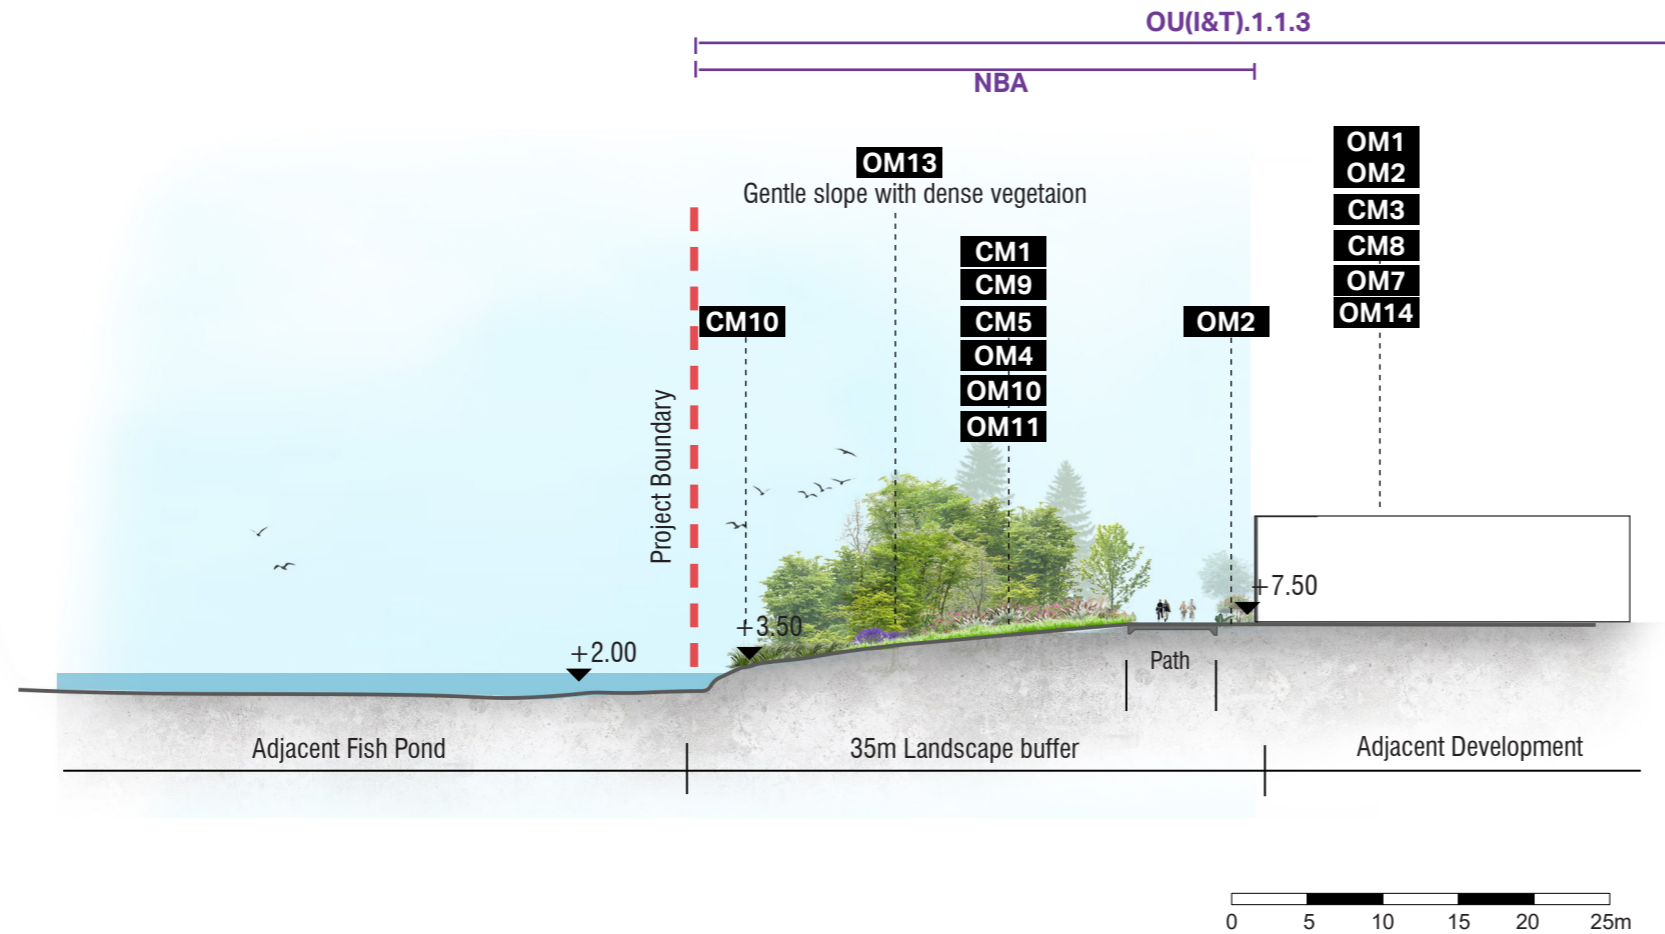 OU(I&T).1.1.3
NBA
OM13
Gentle slope with dense vegetaion
CM1
CM9
CM5
OM4
OM10
OM11
CM10
OM2
OM1
OM2
CM3
CM8
OM7
OM14
Project Boundary
+2.00
+3.50
+7.50
Path
Adjacent Fish Pond
35m Landscape buffer
Adjacent Development
0 5 10 15 20 25m